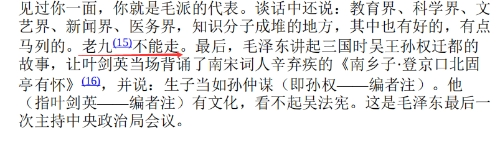 见过你一面，你就是毛派的代表。谈话中还说：教育界、科学界、文
艺界、新闻界、医务界，知识分子成堆的地方，其中也有好的，有点
马列的。老九(15)不能走。最后，毛泽东讲起三国时吴王孙权迁都的
故事，让叶剑英当场背诵了南宋词人辛弃疾的《南乡子·登京口北固
亭有怀》(16)，并说：生子当如孙仲谋（即孙权——编者注）。他
（指叶剑英——编者注）有文化，看不起吴法宪。这是毛泽东最后一
次主持中央政治局会议。